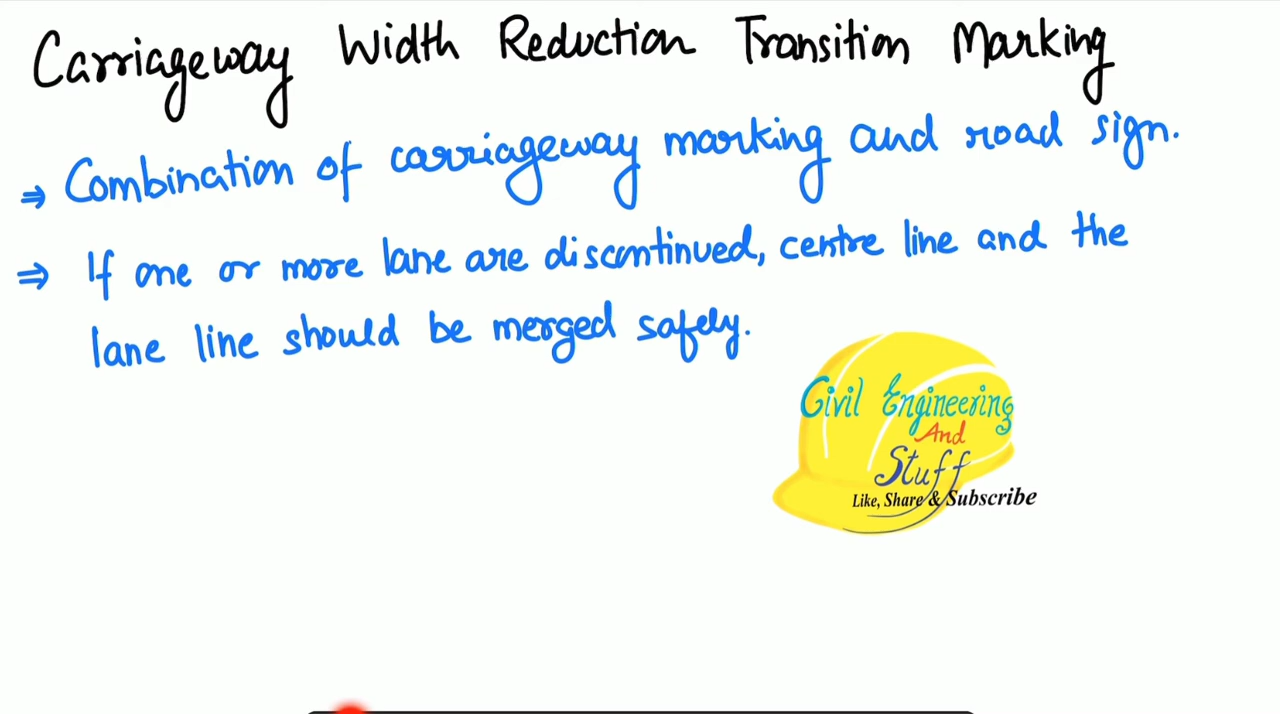 Carriageway Width Reduction Transition Marking
⇒ Combination of carriageway marking and road sign.
⇒ If one or more lane are discontinued, centre line and the
lane line should be merged safely.
Civil Engineering
And
Stuff
Like, Share & Subscribe